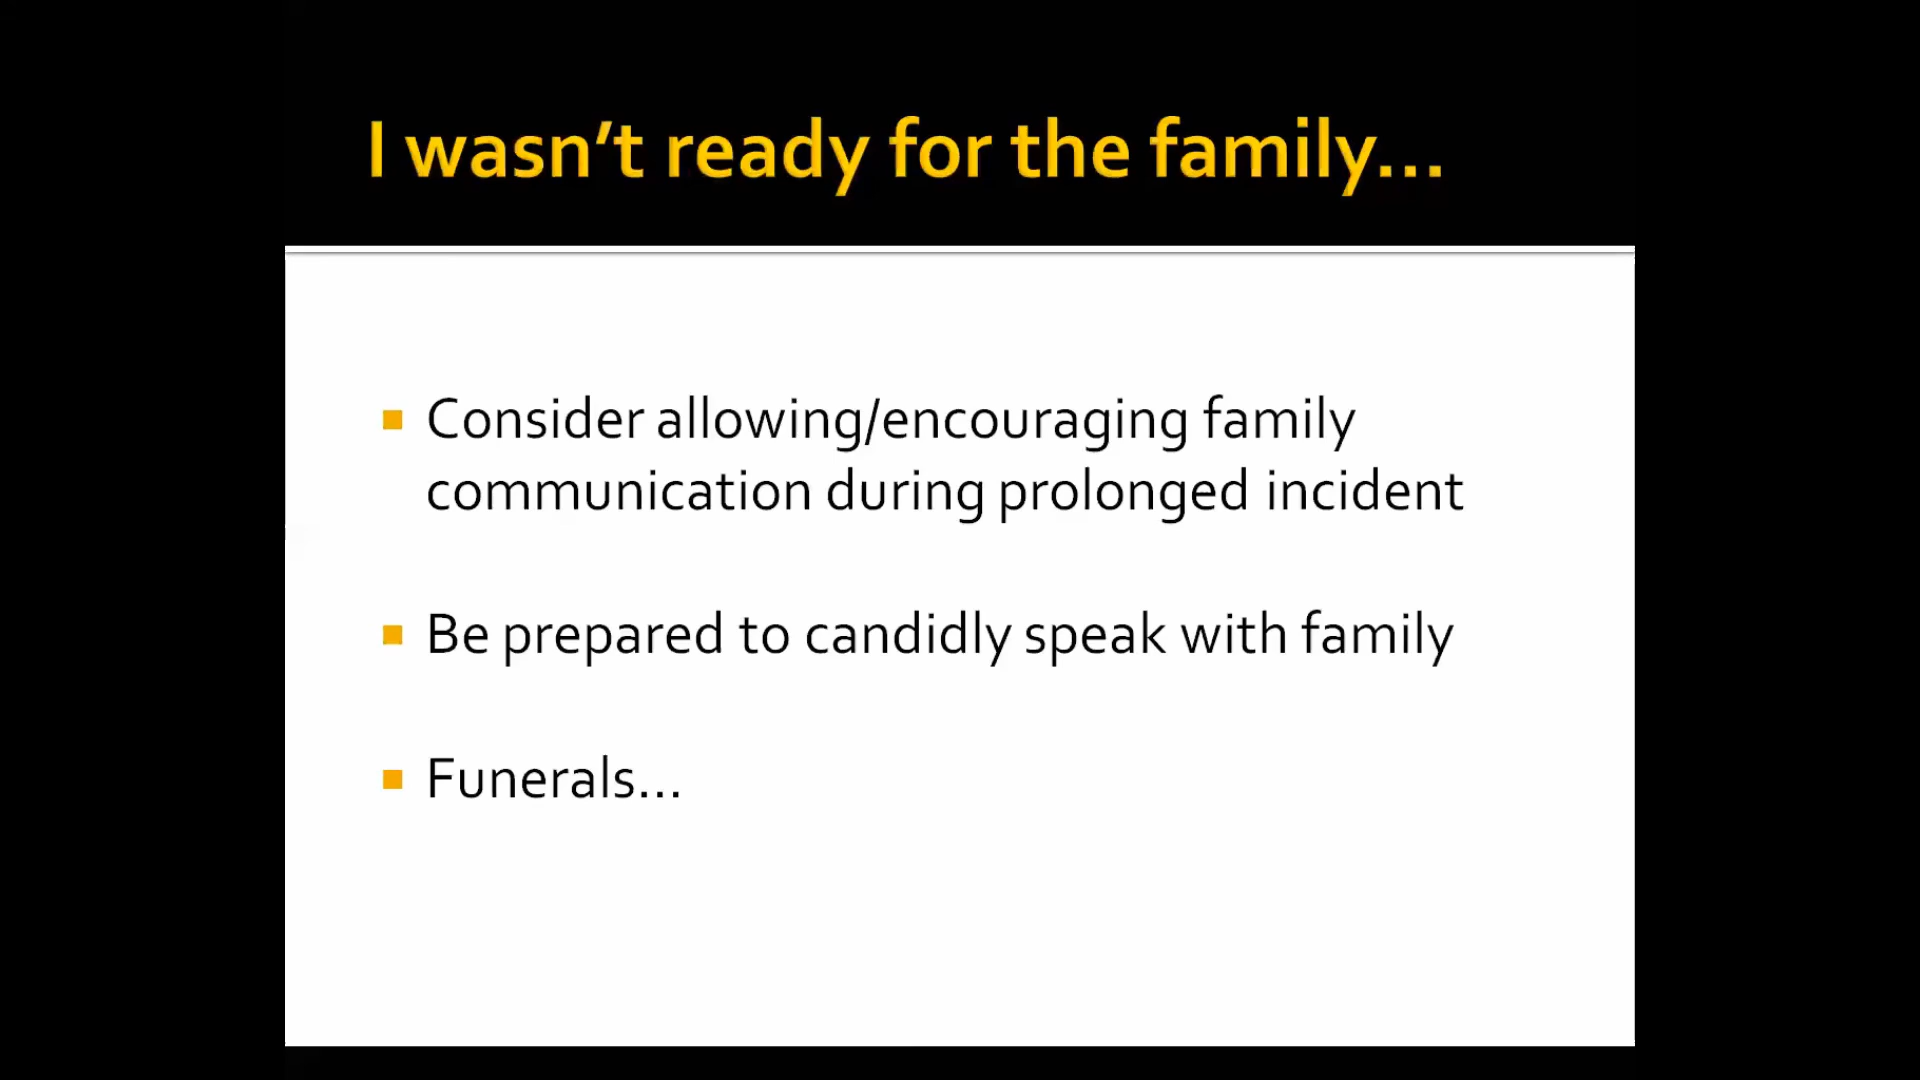 I wasn’t ready for the family…
Consider allowing/encouraging family
communication during prolonged incident
Be prepared to candidly speak with family
Funerals…